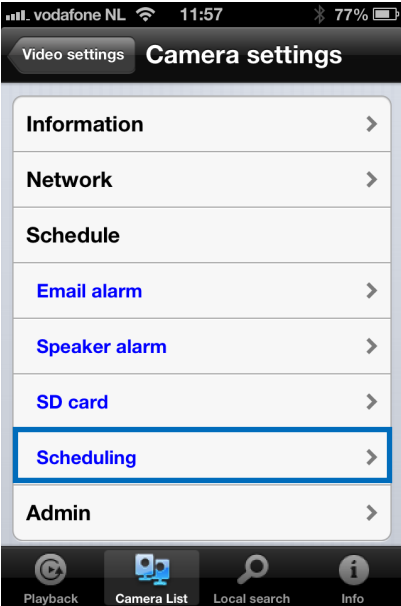 vodafone NL 11:57 77%
Video settings Camera settings
Information
Network
Schedule
Email alarm
Speaker alarm
SD card
Scheduling
Admin
Playback Camera List Local search Info